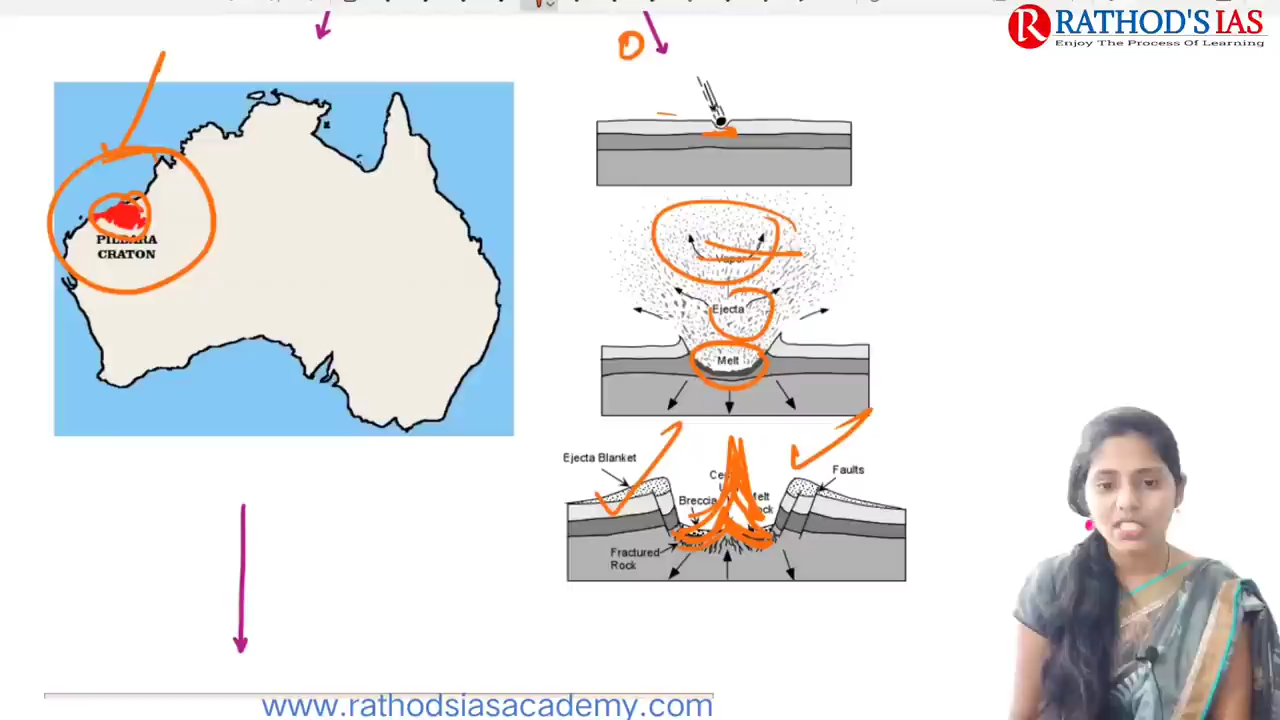 RATHOD'S IAS
Enjoy The Process Of Learning
PILBARA
CRATON
Vapor
Ejecta
Melt
Ejecta Blanket
Faults
Breccia
Melt
Fractured
Rock
www.rathodsiasacademy.com